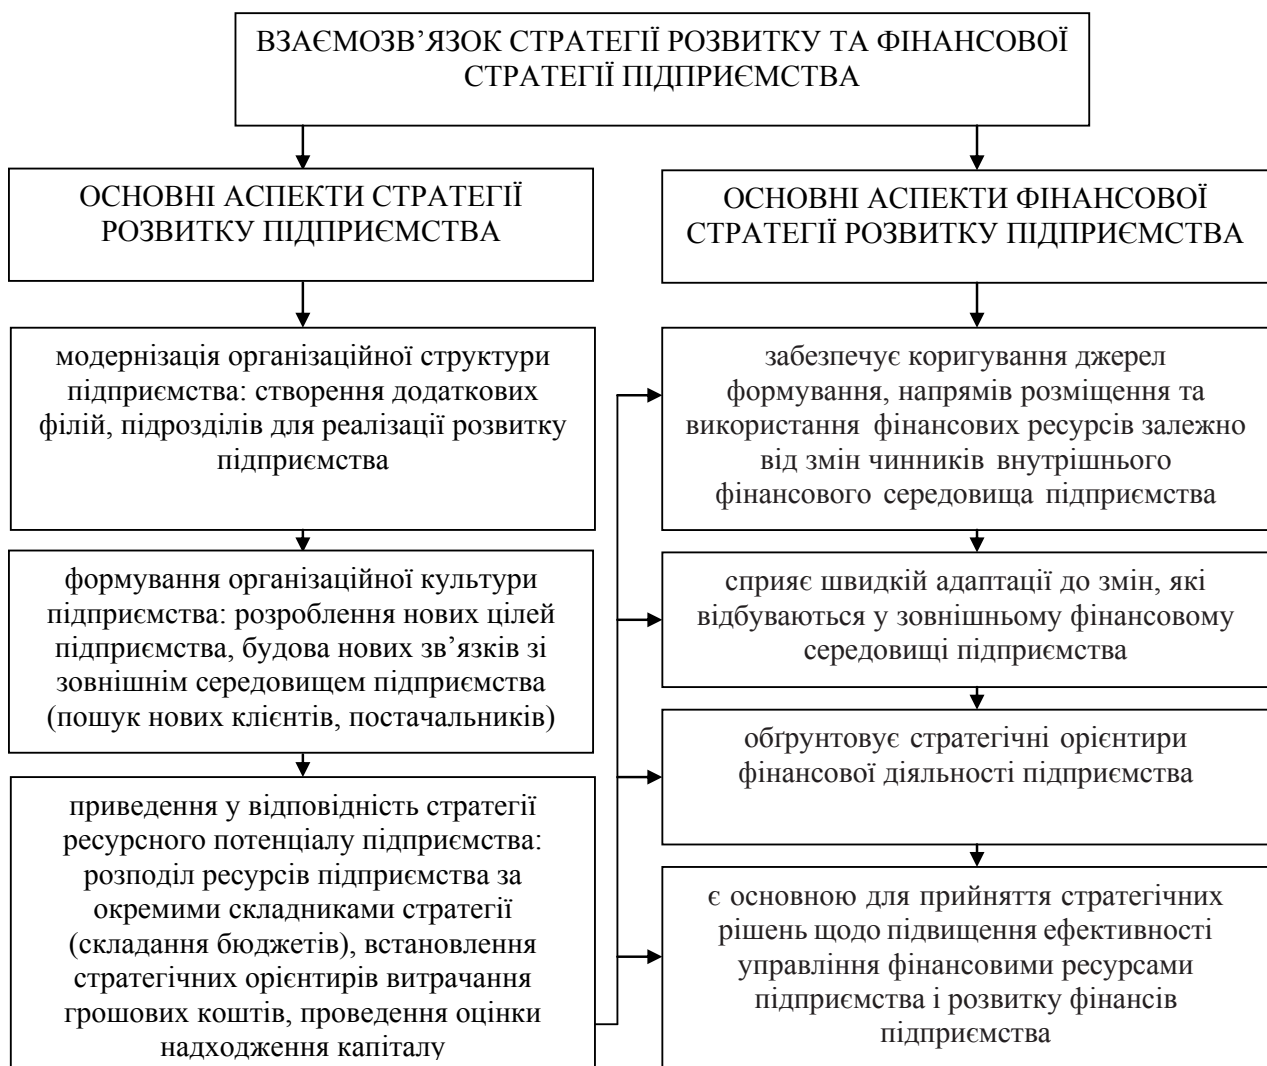 ВЗАЄМОЗВ’ЯЗОК СТРАТЕГІЇ РОЗВИТКУ ТА ФІНАНСОВОЇ
СТРАТЕГІЇ ПІДПРИЄМСТВА
ОСНОВНІ АСПЕКТИ СТРАТЕГІЇ
РОЗВИТКУ ПІДПРИЄМСТВА
модернізація організаційної структури
підприємства: створення додаткових
філій, підрозділів для реалізації розвитку
підприємства
формування організаційної культури
підприємства: розроблення нових цілей
підприємства, будова нових зв’язків зі
зовнішнім середовищем підприємства
(пошук нових клієнтів, постачальників)
приведення у відповідність стратегії
ресурсного потенціалу підприємства:
розподіл ресурсів підприємства за
окремими складниками стратегії
(складання бюджетів), встановлення
стратегічних орієнтирів витрачання
грошових коштів, проведення оцінки
надходження капіталу
ОСНОВНІ АСПЕКТИ ФІНАНСОВОЇ
СТРАТЕГІЇ РОЗВИТКУ ПІДПРИЄМСТВА
забезпечує коригування джерел
формування, напрямів розміщення та
використання фінансових ресурсів залежно
від змін чинників внутрішнього
фінансового середовища підприємства
сприяє швидкій адаптації до змін, які
відбуваються у зовнішньому фінансовому
середовищі підприємства
обґрунтовує стратегічні орієнтири
фінансової діяльності підприємства
є основною для прийняття стратегічних
рішень щодо підвищення ефективності
управління фінансовими ресурсами
підприємства і розвитку фінансів
підприємства